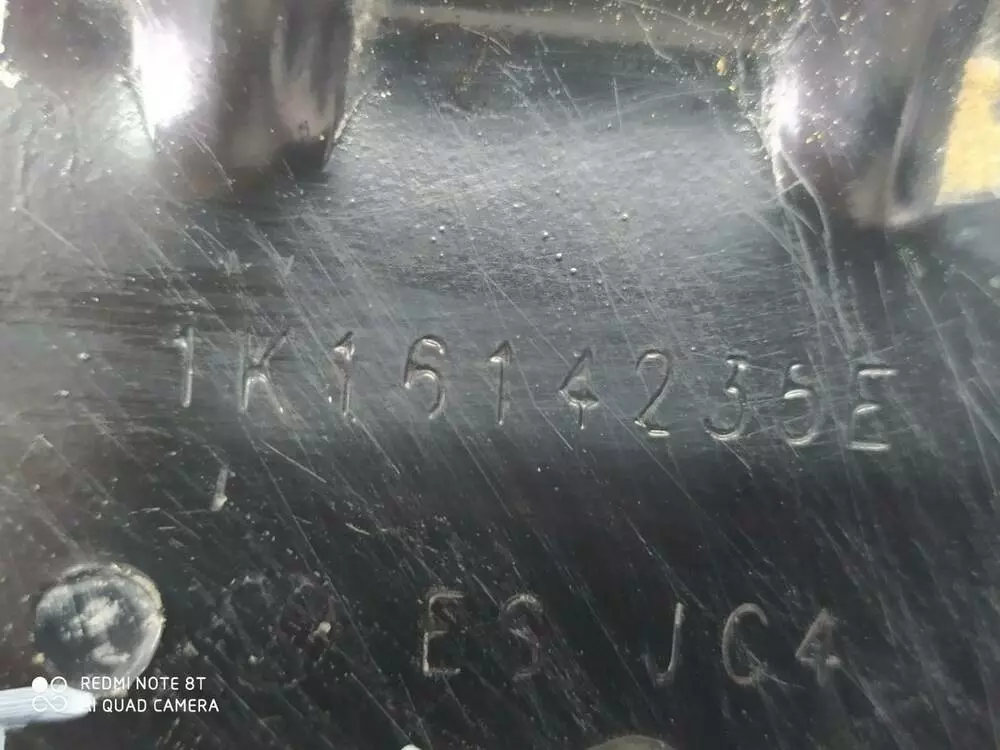 1K1614235E
ES JC4
REDMI NOTE 8T
AI QUAD CAMERA